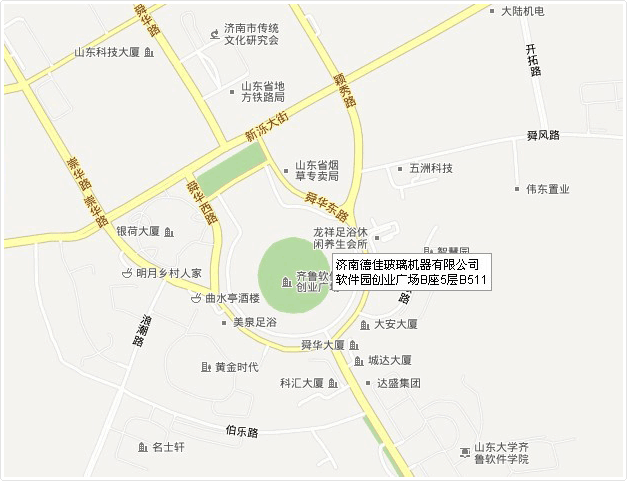 大陆机电
舜华路
济南市传统
文化研究会
山东科技大厦
开拓路
颖秀路
山东省地
方铁路局
新泺大街
舜风路
崇华路
山东省烟
草专卖局
五洲科技
舜华西路
伟东置业
崇华路
舜华东路
银荷大厦
龙祥足浴休
闲养生会所
智慧园
明月乡村人家
齐鲁软件
创业广场
济南德佳玻璃机器有限公司
软件园创业广场B座5层B511
曲水亭酒楼
路
浪潮路
美泉足浴
大安大厦
舜华大厦
城达大厦
黄金时代
科汇大厦
达盛集团
伯乐路
名士轩
山东大学齐
鲁软件学院